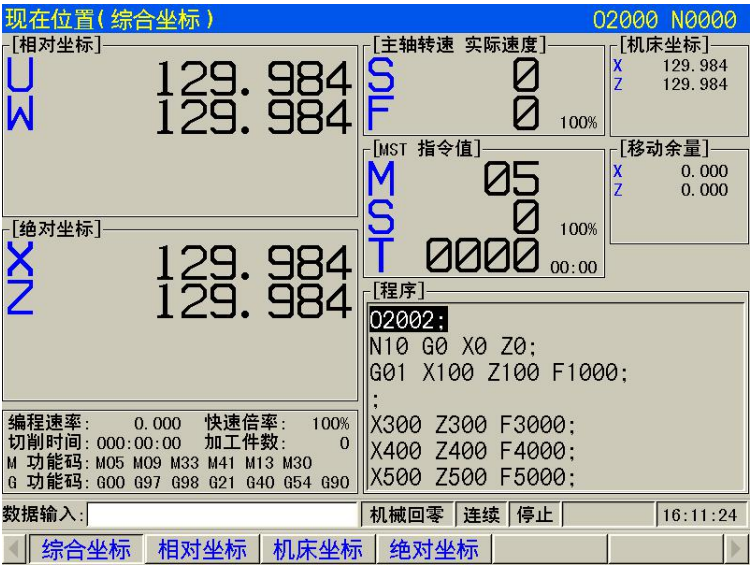 现在位置(综合坐标) O2000 N0000
[相对坐标]
U 129.984
W 129.984
[主轴转速 实际速度]
S 0
F 0 100%
[机床坐标]
X 129.984
Z 129.984
[MST 指令值]
M 05
S 0 100%
T 0000 00:00
[移动余量]
X 0.000
Z 0.000
[绝对坐标]
X 129.984
Z 129.984
[程序]
O2002;
N10 G0 X0 Z0;
G01 X100 Z100 F1000;
;
X300 Z300 F3000;
X400 Z400 F4000;
X500 Z500 F5000;
编程速率: 0.000 快速倍率: 100%
切削时间: 000:00:00 加工件数: 0
M 功能码: M05 M09 M33 M41 M13 M30
G 功能码: G00 G97 G98 G21 G40 G54 G90
数据输入: 机械回零 连续 停止 16:11:24
综合坐标 相对坐标 机床坐标 绝对坐标